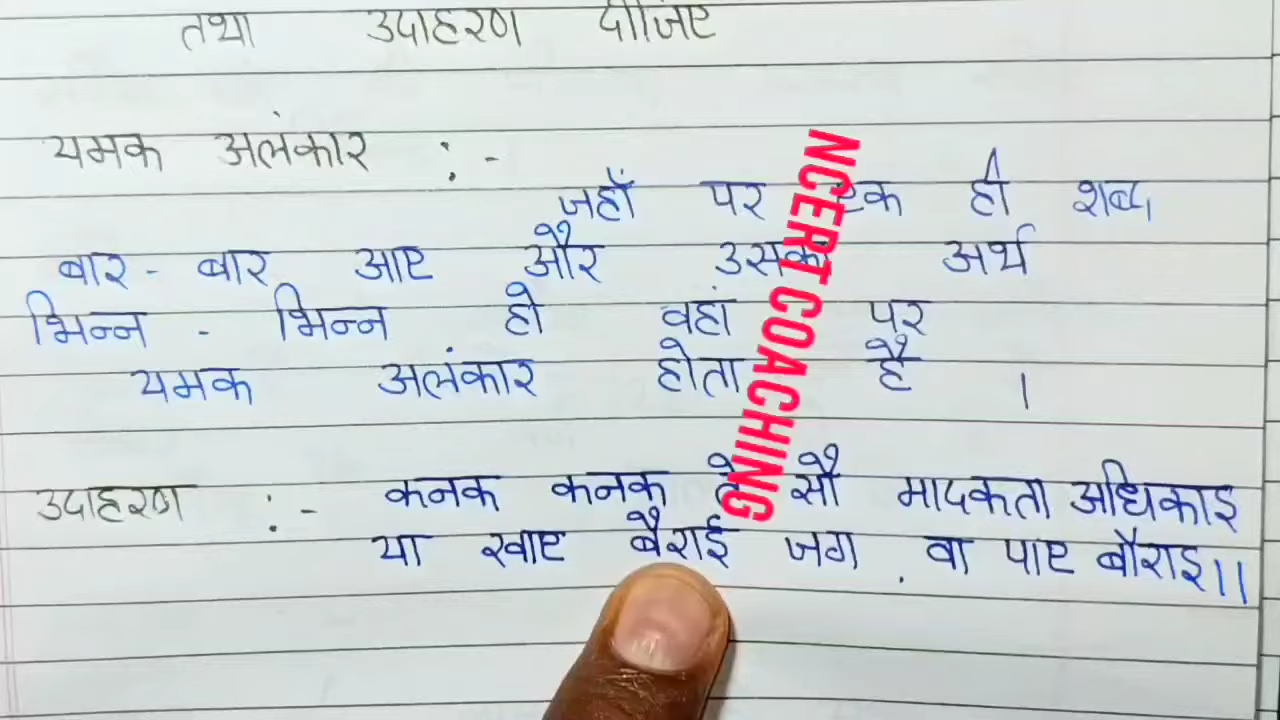 तथा उदाहरण दीजिए
यमक अलंकार :-
जहाँ पर एक ही शब्द
बार - बार आए और उसका अर्थ
भिन्न - भिन्न हो वहां पर
यमक अलंकार होता है ।
उदाहरण :- कनक कनक ते सौ मादकता अधिकाइ
या खाए बैराई जग . वा पाए बौराइ।।
NCERT COACHING